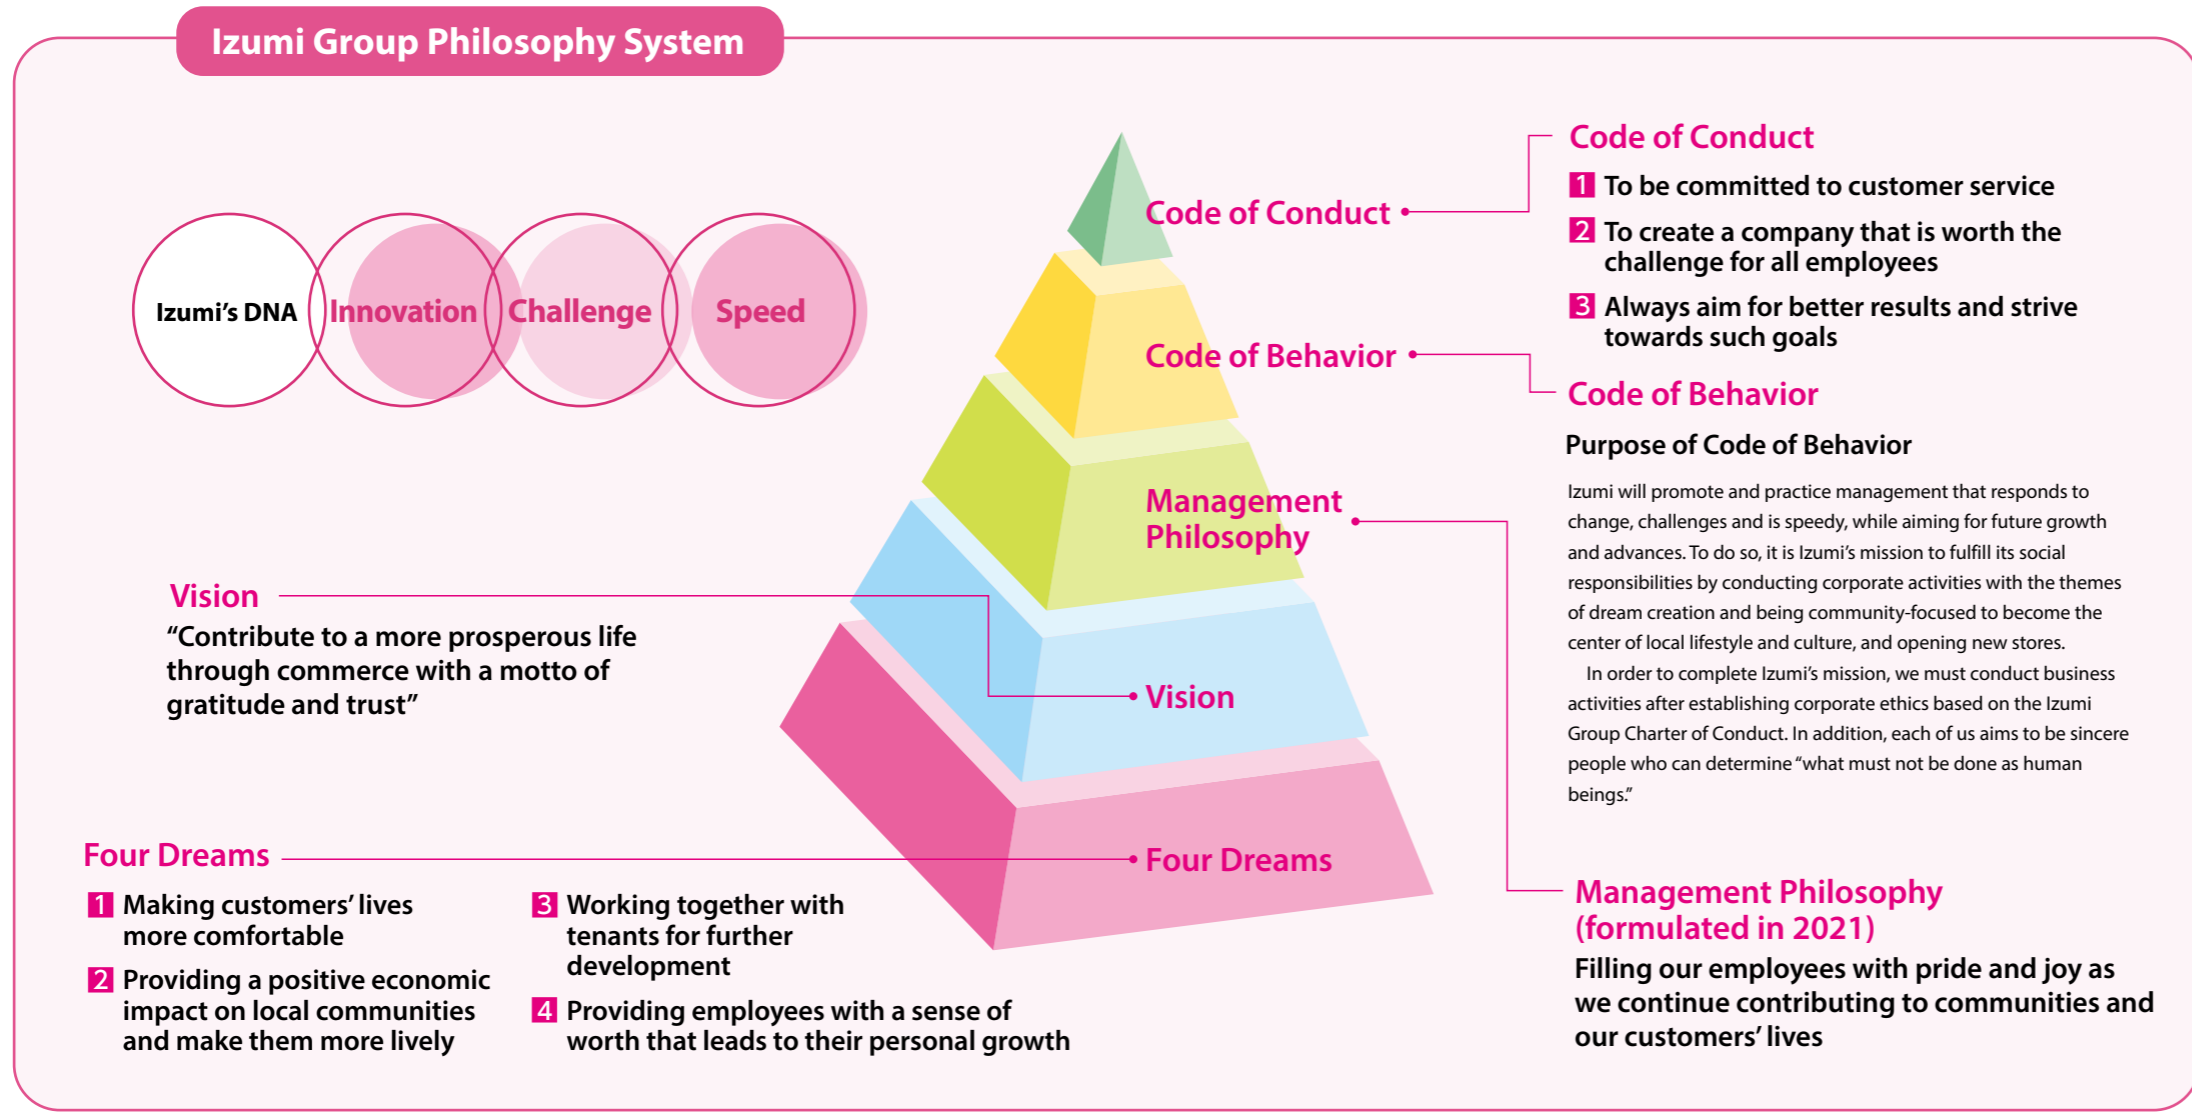 Izumi Group Philosophy System
Izumi’s DNA
Innovation
Challenge
Speed
Code of Conduct
Code of Behavior
Management
Philosophy
Vision
Four Dreams
Vision
“Contribute to a more prosperous life
through commerce with a motto of
gratitude and trust”
Four Dreams
1 Making customers’ lives
more comfortable
2 Providing a positive economic
impact on local communities
and make them more lively
3 Working together with
tenants for further
development
4 Providing employees with a sense of
worth that leads to their personal growth
Code of Conduct
1 To be committed to customer service
2 To create a company that is worth the
challenge for all employees
3 Always aim for better results and strive
towards such goals
Code of Behavior
Purpose of Code of Behavior
Izumi will promote and practice management that responds to
change, challenges and is speedy, while aiming for future growth
and advances. To do so, it is Izumi’s mission to fulfill its social
responsibilities by conducting corporate activities with the themes
of dream creation and being community-focused to become the
center of local lifestyle and culture, and opening new stores.
In order to complete Izumi’s mission, we must conduct business
activities after establishing corporate ethics based on the Izumi
Group Charter of Conduct. In addition, each of us aims to be sincere
people who can determine “what must not be done as human
beings.”
Management Philosophy
(formulated in 2021)
Filling our employees with pride and joy as
we continue contributing to communities and
our customers’ lives